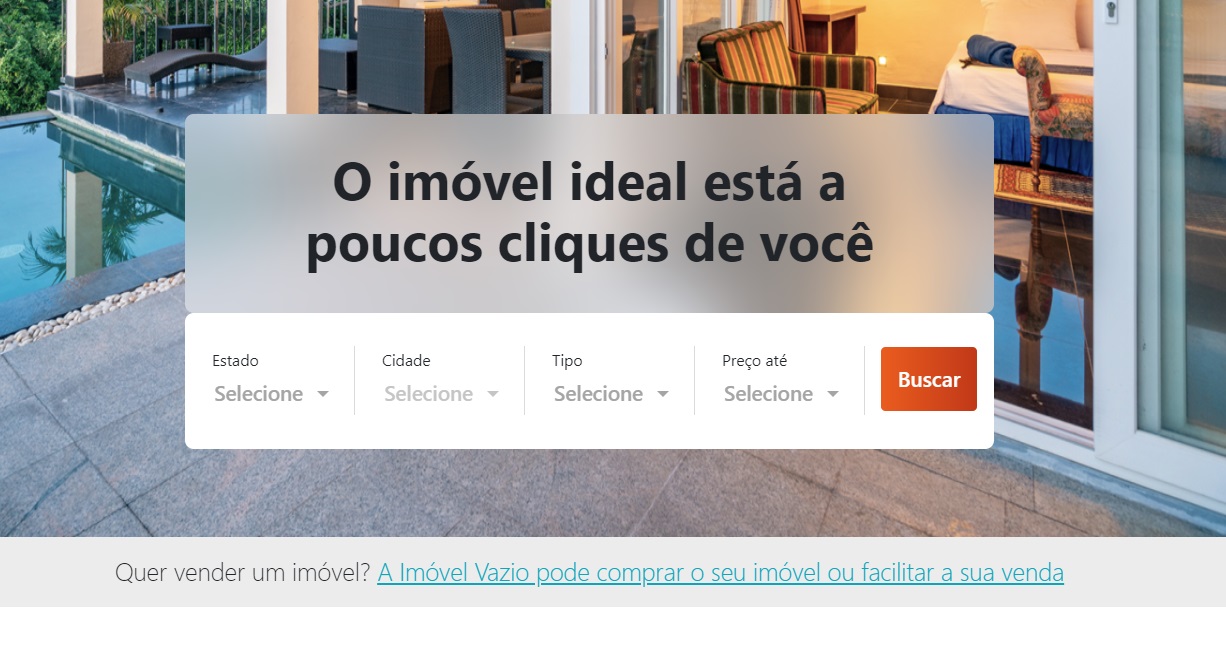 O imóvel ideal está a
poucos cliques de você
Estado
Selecione
Cidade
Selecione
Tipo
Selecione
Preço até
Selecione
Buscar
Quer vender um imóvel? A Imóvel Vazio pode comprar o seu imóvel ou facilitar a sua venda